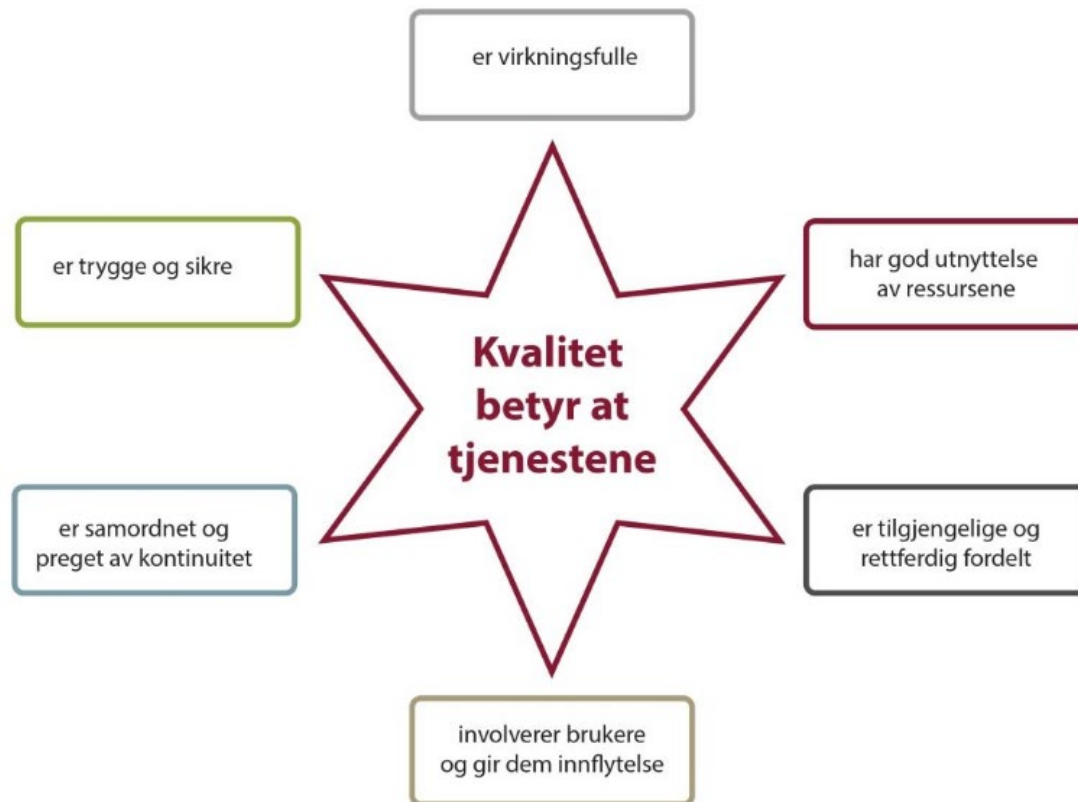 er virkningsfulle
er trygge og sikre
har god utnyttelse
av ressursene
Kvalitet
betyr at
tjenestene
er samordnet og
preget av kontinuitet
er tilgjengelige og
rettferdig fordelt
involverer brukere
og gir dem innflytelse